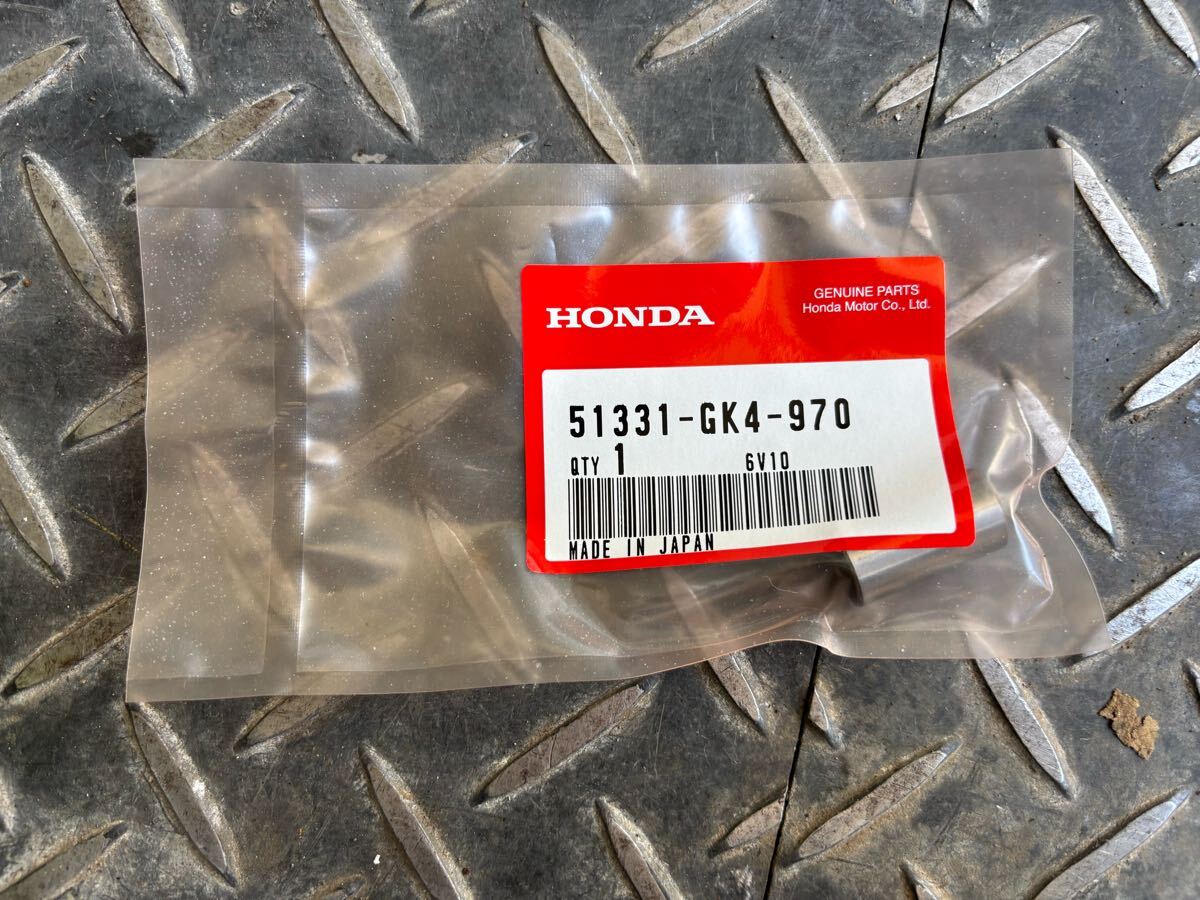 HONDA
GENUINE PARTS
Honda Motor Co., Ltd.
51331-GK4-970
QTY 1 6V10
MADE IN JAPAN